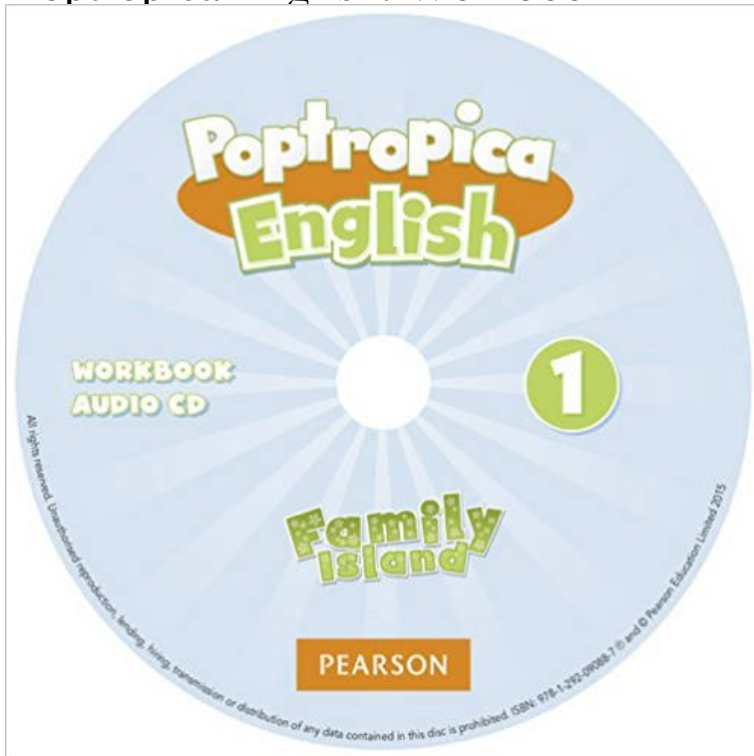 Poptropica
English
WORKBOOK
AUDIO CD
1
Family
Island
PEARSON
All rights reserved. Unauthorised reproduction, lending, hiring, transmission or distribution of any data contained in this disc is prohibited. ISBN: 978-1-292-09088-7 © and ℗ Pearson Education Limited 2015